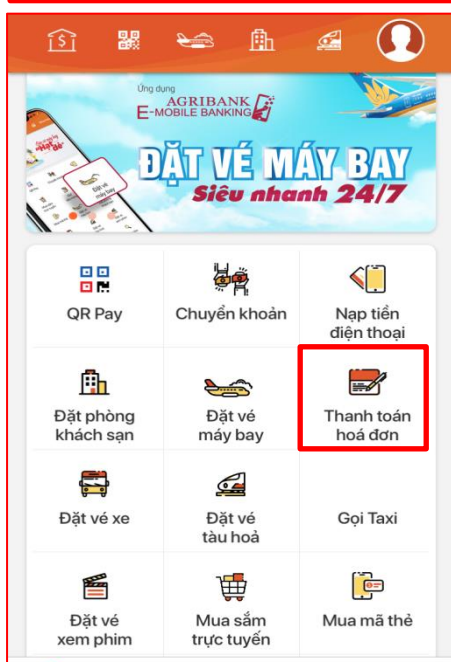 Ứng dụng
AGRIBANK
E-MOBILE BANKING
ĐẶT VÉ MÁY BAY
Siêu nhanh 24/7
QR Pay
Chuyển khoản
Nạp tiền
điện thoại
Đặt phòng
khách sạn
Đặt vé
máy bay
Thanh toán
hoá đơn
Đặt vé xe
Đặt vé
tàu hoả
Gọi Taxi
Đặt vé
xem phim
Mua sắm
trực tuyến
Mua mã thẻ